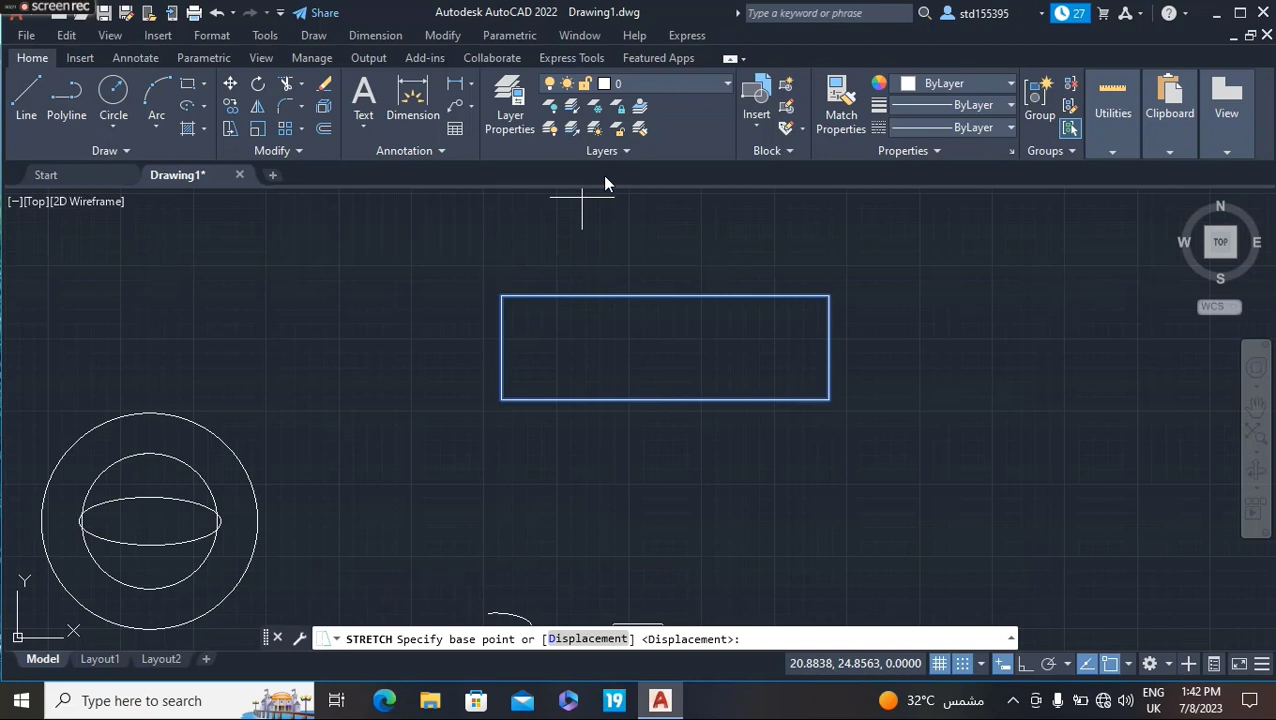 screen rec
Share
Autodesk AutoCAD 2022 Drawing1.dwg
Type a keyword or phrase
std155395
27
File Edit View Insert Format Tools Draw Dimension Modify Parametric Window Help Express
Home Insert Annotate Parametric View Manage Output Add-ins Collaborate Express Tools Featured Apps
Line Polyline Circle Arc
Draw
Modify
A
Text Dimension
Annotation
Layer
Properties
0
Layers
Insert
Block
Match
Properties
ByLayer
ByLayer
ByLayer
Properties
Group
Groups
Utilities
Clipboard
View
Start
Drawing1*
[−][Top][2D Wireframe]
N
W TOP E
S
WCS
Y
X
STRETCH Specify base point or [Displacement] <Displacement>:
Model Layout1 Layout2
20.8838, 24.8563, 0.0000
Type here to search
19
A
32°C مشمس
ENG
UK
1:42 PM
7/8/2023